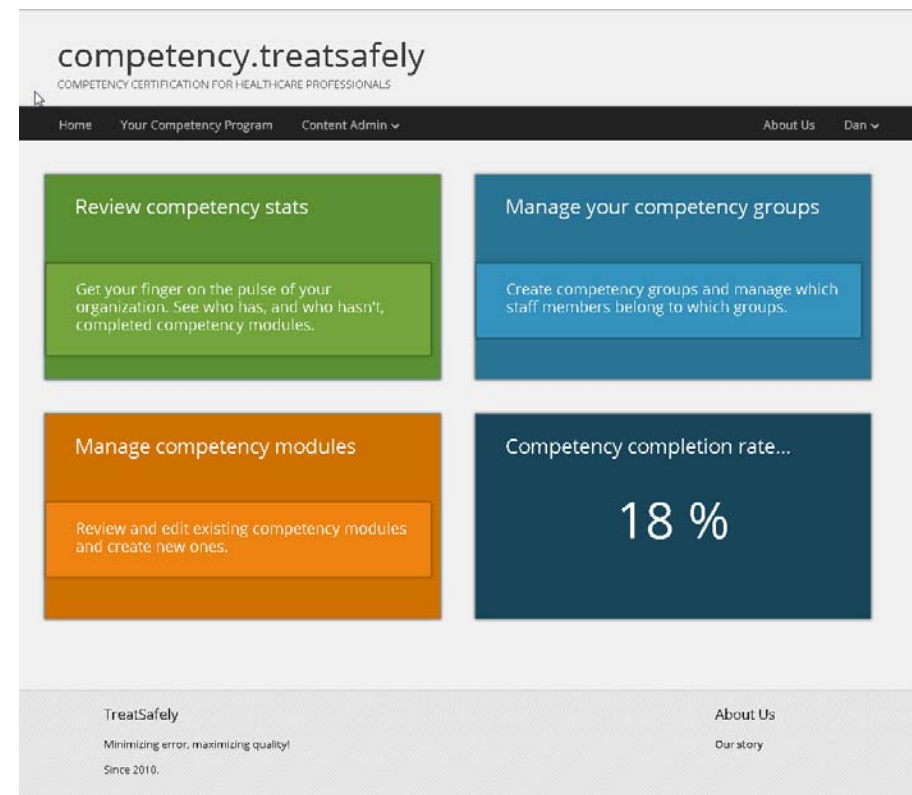 competency.treatsafely
COMPETENCY CERTIFICATION FOR HEALTHCARE PROFESSIONALS
Home Your Competency Program Content Admin About Us Dan
Review competency stats
Get your finger on the pulse of your
organization. See who has, and who hasn't,
completed competency modules.
Manage your competency groups
Create competency groups and manage which
staff members belong to which groups.
Manage competency modules
Review and edit existing competency modules
and create new ones.
Competency completion rate...
18 %
TreatSafely
Minimizing error, maximizing quality!
Since 2010.
About Us
Our story